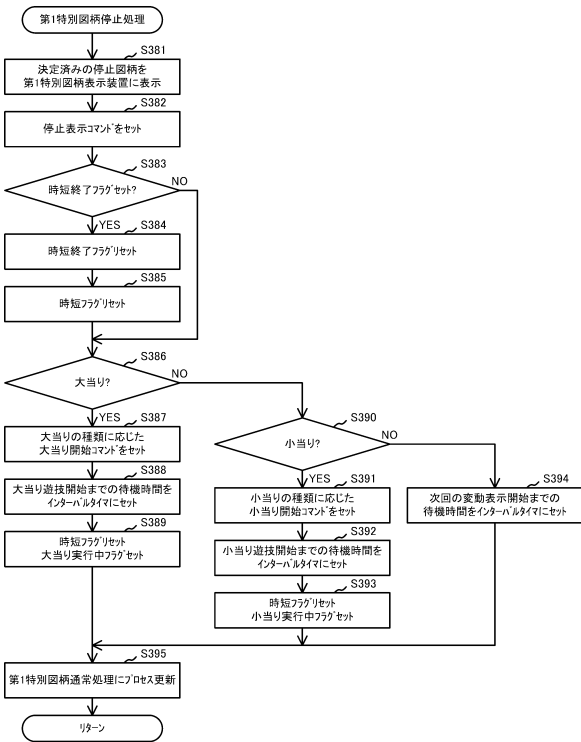 第1特別図柄停止処理
S381
決定済みの停止図柄を
第1特別図柄表示装置に表示
S382
停止表示コマンドをセット
S383
時短終了フラグセット?
NO
YES
S384
時短終了フラグリセット
S385
時短フラグリセット
S386
大当り?
NO
YES
S387
大当りの種類に応じた
大当り開始コマンドをセット
S388
大当り遊技開始までの待機時間を
インターバルタイマにセット
S389
時短フラグリセット
大当り実行中フラグセット
S390
小当り?
NO
YES
S391
小当りの種類に応じた
小当り開始コマンドをセット
S392
小当り遊技開始までの待機時間を
インターバルタイマにセット
S393
時短フラグリセット
小当り実行中フラグセット
S394
次回の変動表示開始までの
待機時間をインターバルタイマにセット
S395
第1特別図柄通常処理にプロセス更新
リターン